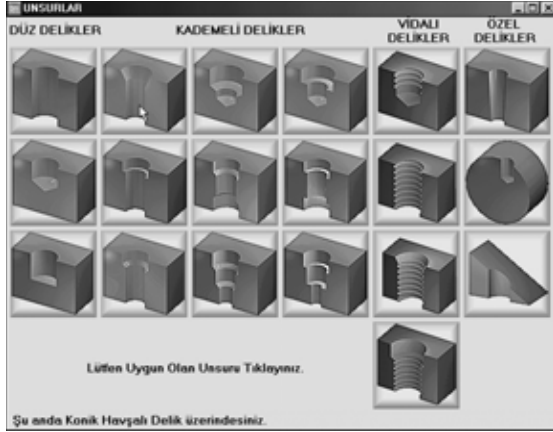 UNSURLAR
DÜZ DELİKLER
KADEMELİ DELİKLER
VİDALI
DELİKLER
ÖZEL
DELİKLER
Lütfen Uygun Olan Unsuru Tıklayınız.
Şu anda Konik Havşalı Delik üzerindesiniz.